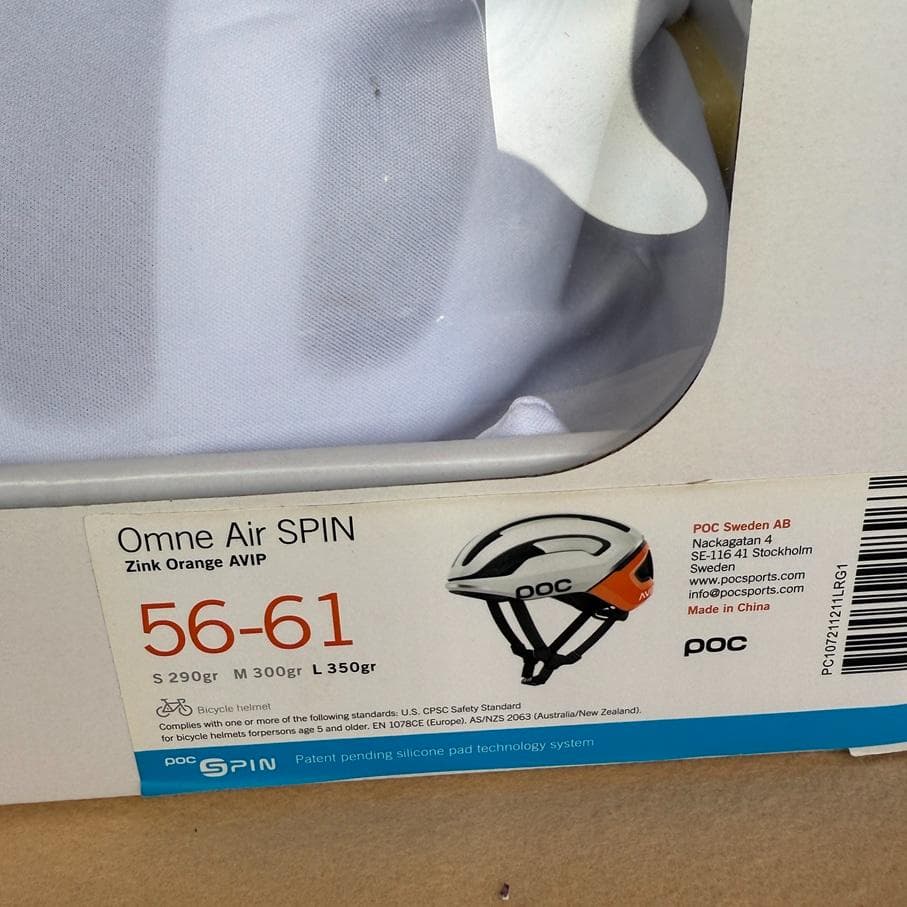 Omne Air SPIN
Zink Orange AVIP
56-61
S 290gr M 300gr L 350gr
Bicycle helmet
Complies with one or more of the following standards: U.S. CPSC Safety Standard
for bicycle helmets forpersons age 5 and older. EN 1078CE (Europe). AS/NZS 2063 (Australia/New Zealand).
poc SPIN Patent pending silicone pad technology system
poc
POC Sweden AB
Nackagatan 4
SE-116 41 Stockholm
Sweden
www.pocsports.com
info@pocsports.com
Made in China
poc
PC107211211LRG1